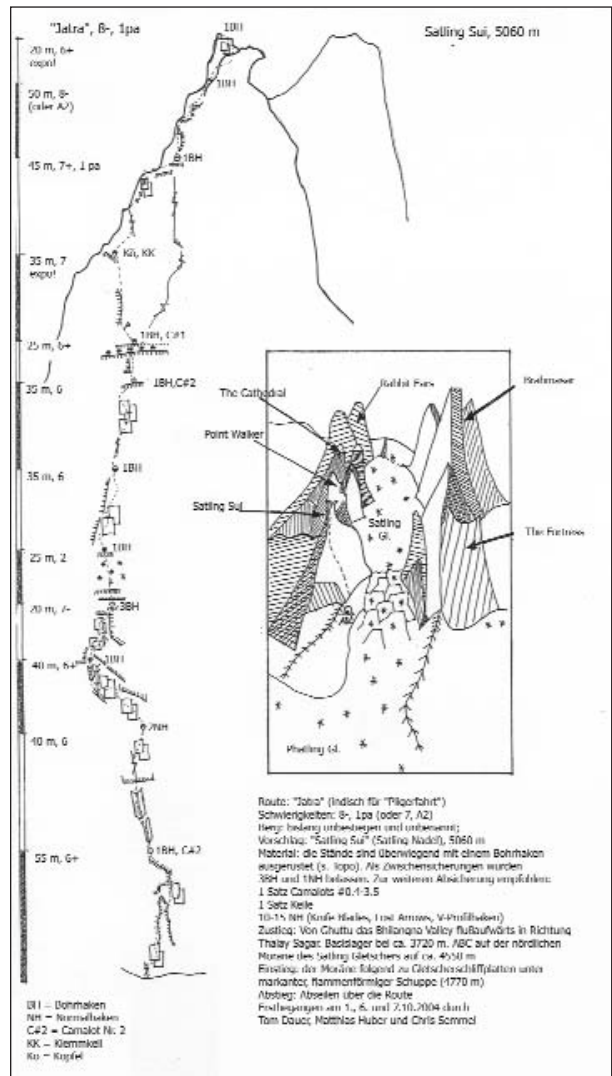 "Jatra", 8-, 1pa
Satling Sui, 5060 m
1BH
20 m, 6+
expo!
1BH
50 m, 8-
(oder A2)
1BH
45 m, 7+, 1 pa
Kö, KK
35 m, 7
expo!
1BH, C#1
25 m, 6+
1BH,C#2
35 m, 6
1BH
35 m, 6
1BH
25 m, 2
3BH
20 m, 7-
1BH
40 m, 6+
2NH
40 m, 6
1BH, C#2
55 m, 6+
The Cathedral
Rabbit Ears
Brahmasar
Point Walker
Satling Sui
Satling
Gl.
The Fortress
ABC
Phatling Gl.
Route: "Jatra" (indisch für "Pilgerfahrt")
Schwierigkeiten: 8-, 1pa (oder 7, A2)
Berg: bislang unbestiegen und unbenannt;
Vorschlag: "Satling Sui" (Satling Nadel), 5060 m
Material: die Stände sind überwiegend mit einem Bohrhaken
ausgerüstet (s. Topo). Als Zwischensicherungen wurden
3BH und 1NH belassen. Zur weiteren Absicherung empfohlen:
1 Satz Camalots #0.4-3.5
1 Satz Keile
10-15 NH (Knife Blades, Lost Arrows, V-Profilhaken)
Zustieg: Von Ghuttu das Bhilangna Valley flußaufwärts in Richtung
Thalay Sagar. Basislager bei ca. 3720 m. ABC auf der nördlichen
Moräne des Satling Gletschers auf ca. 4550 m
Einstieg: der Moräne folgend zu Gletscherschliffplatten unter
markanter, flammenförmiger Schuppe (4770 m)
Abstieg: Abseilen über die Route
Erstbegangen am 1., 6. und 7.10.2004 durch
Tom Dauer, Matthias Huber und Chris Semmel
BH = Bohrhaken
NH = Normalhaken
C#2 = Camalot Nr. 2
KK = Klemmkeil
Kö = Köpfel